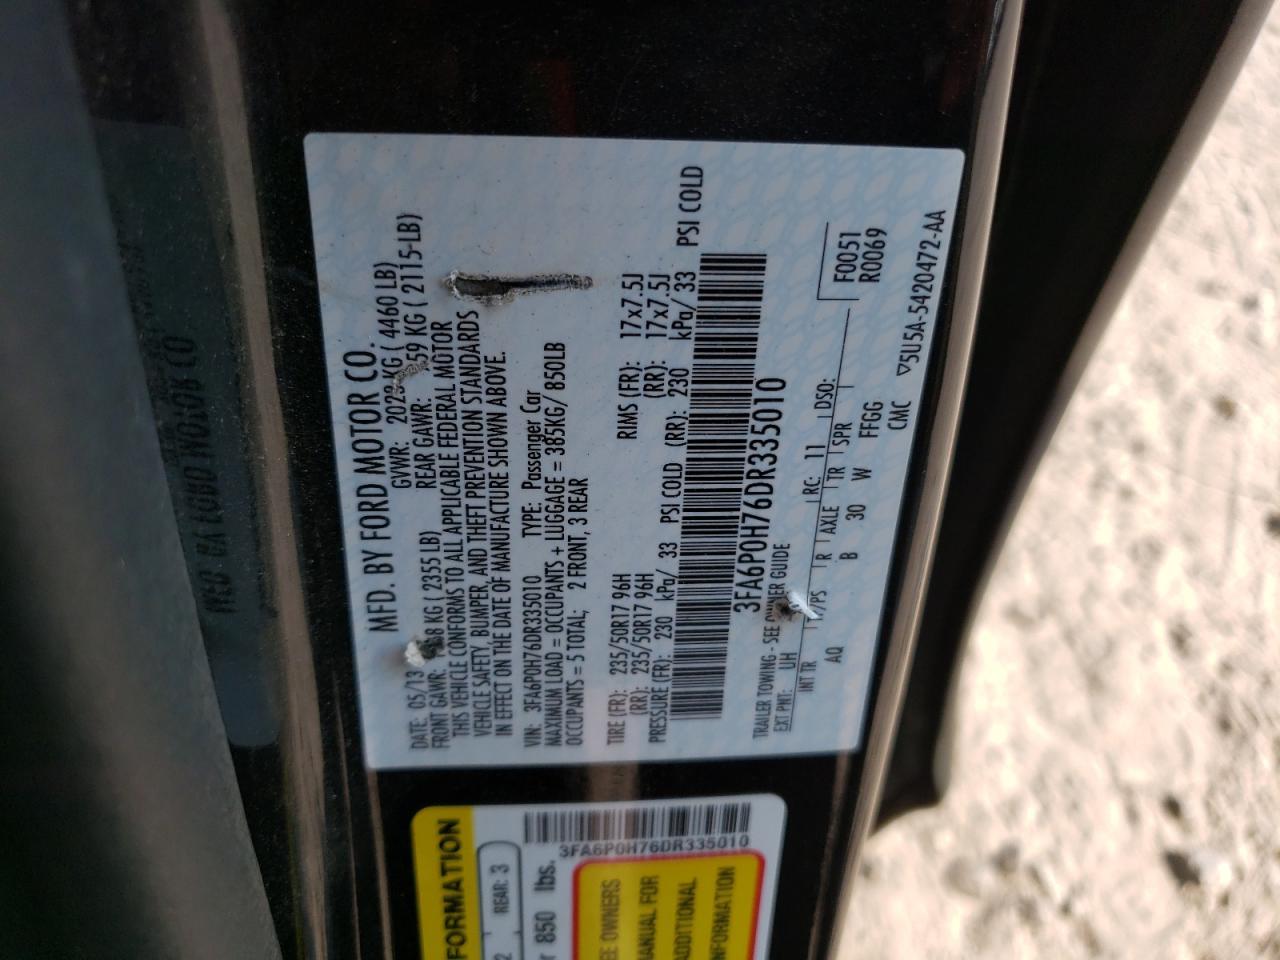 MFD. BY FORD MOTOR CO.
DATE: 05/13 GVWR: 2023 KG ( 4460 LB)
FRONT GAWR: KG ( 2355 LB) REAR GAWR: 59 KG ( 2115-LB)
THIS VEHICLE CONFORMS TO ALL APPLICABLE FEDERAL MOTOR
VEHICLE SAFETY, BUMPER, AND THEFT PREVENTION STANDARDS
IN EFFECT ON THE DATE OF MANUFACTURE SHOWN ABOVE.
VIN: 3FA6P0H76DR335010 TYPE: Passenger Car
MAXIMUM LOAD = OCCUPANTS + LUGGAGE = 385KG/ 850LB
OCCUPANTS = 5 TOTAL; 2 FRONT, 3 REAR
TIRE (FR): 235/50R17 96H RIMS (FR): 17x7.5J
(RR): 235/50R17 96H (RR): 17x7.5J
PRESSURE (FR): 230 kPa/ 33 PSI COLD (RR): 230 kPa/ 33 PSI COLD
3FA6P0H76DR335010
TRAILER TOWING - SEE OWNER GUIDE
EXT PNT: UH RC: 11 DSO: F0051
R0069
INT TR /PS R AXLE TR SPR
AQ B 30 W FFGG
CMC ▽5U5A-5420472-AA
FORMATION
REAR: 3
850 lbs.
3FA6P0H76DR335010
EE OWNERS
MANUAL FOR
ADDITIONAL
NFORMATION